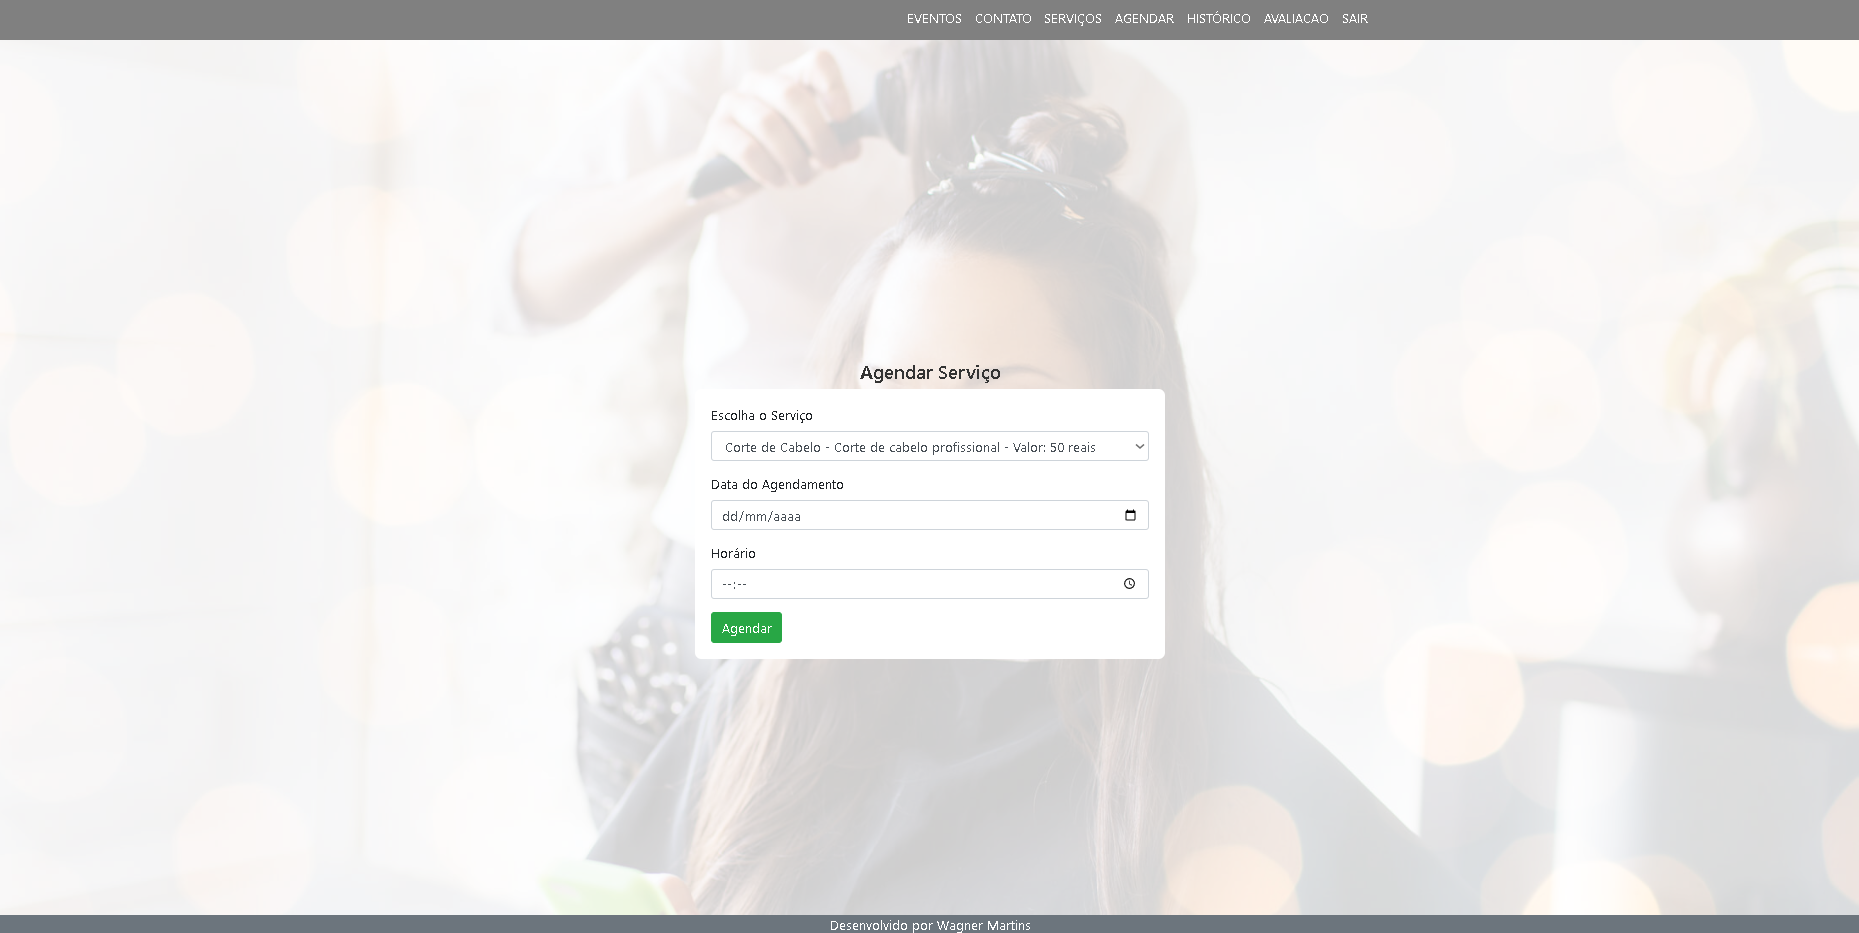 EVENTOS CONTATO SERVIÇOS AGENDAR HISTÓRICO AVALIACAO SAIR
Agendar Serviço
Escolha o Serviço
Corte de Cabelo - Corte de cabelo profissional - Valor: 50 reais
Data do Agendamento
dd/mm/aaaa
Horário
--:--
Agendar
Desenvolvido por Wagner Martins